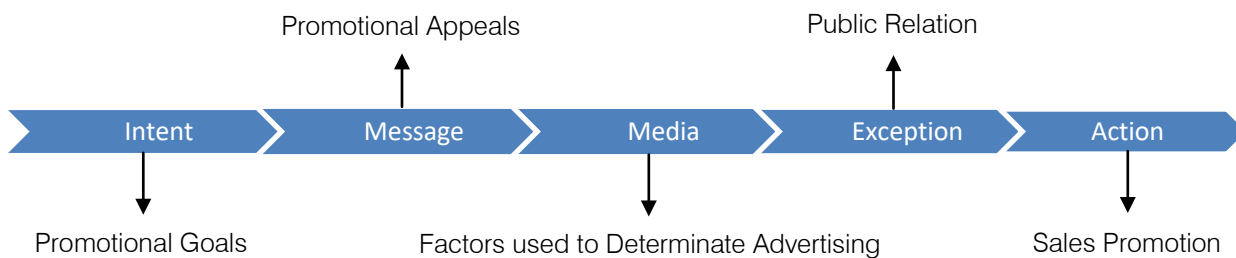 Promotional Appeals
Public Relation
Intent
Message
Media
Exception
Action
Promotional Goals
Factors used to Determinate Advertising
Sales Promotion